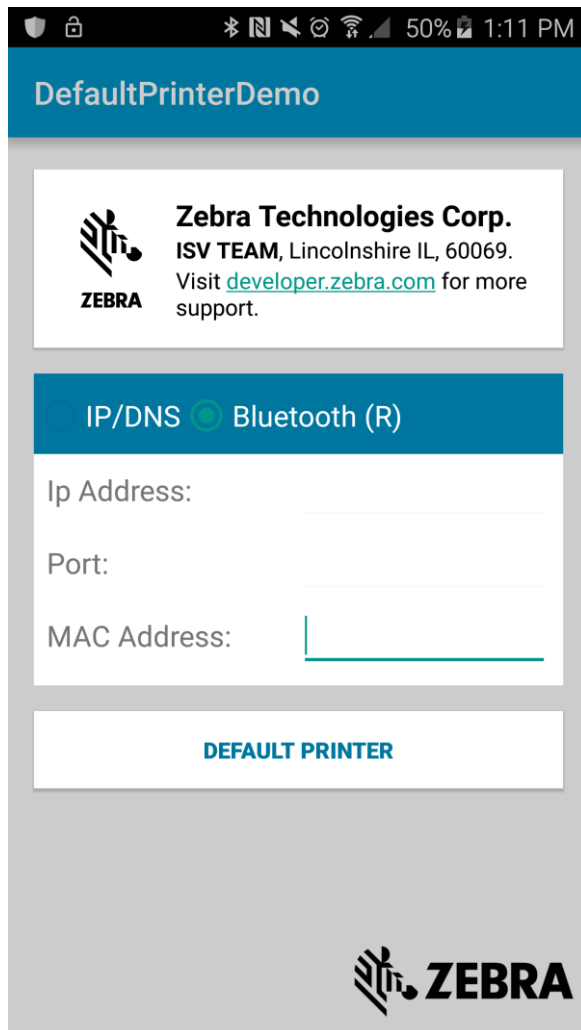 50% 1:11 PM
DefaultPrinterDemo
Zebra Technologies Corp.
ISV TEAM, Lincolnshire IL, 60069.
Visit developer.zebra.com for more
support.
ZEBRA
IP/DNS Bluetooth (R)
Ip Address:
Port:
MAC Address:
DEFAULT PRINTER
ZEBRA